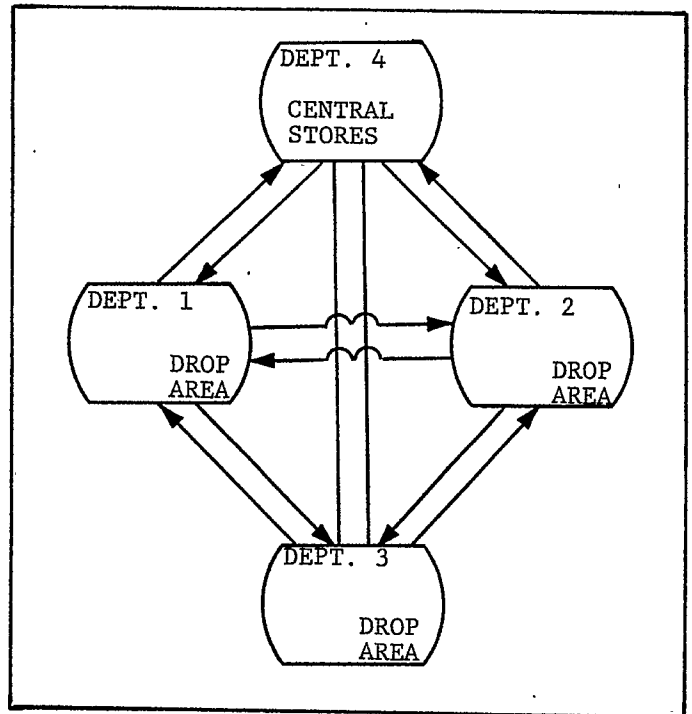 DEPT. 4
CENTRAL
STORES
DEPT. 1
DROP
AREA
DEPT. 2
DROP
AREA
DEPT. 3
DROP
AREA